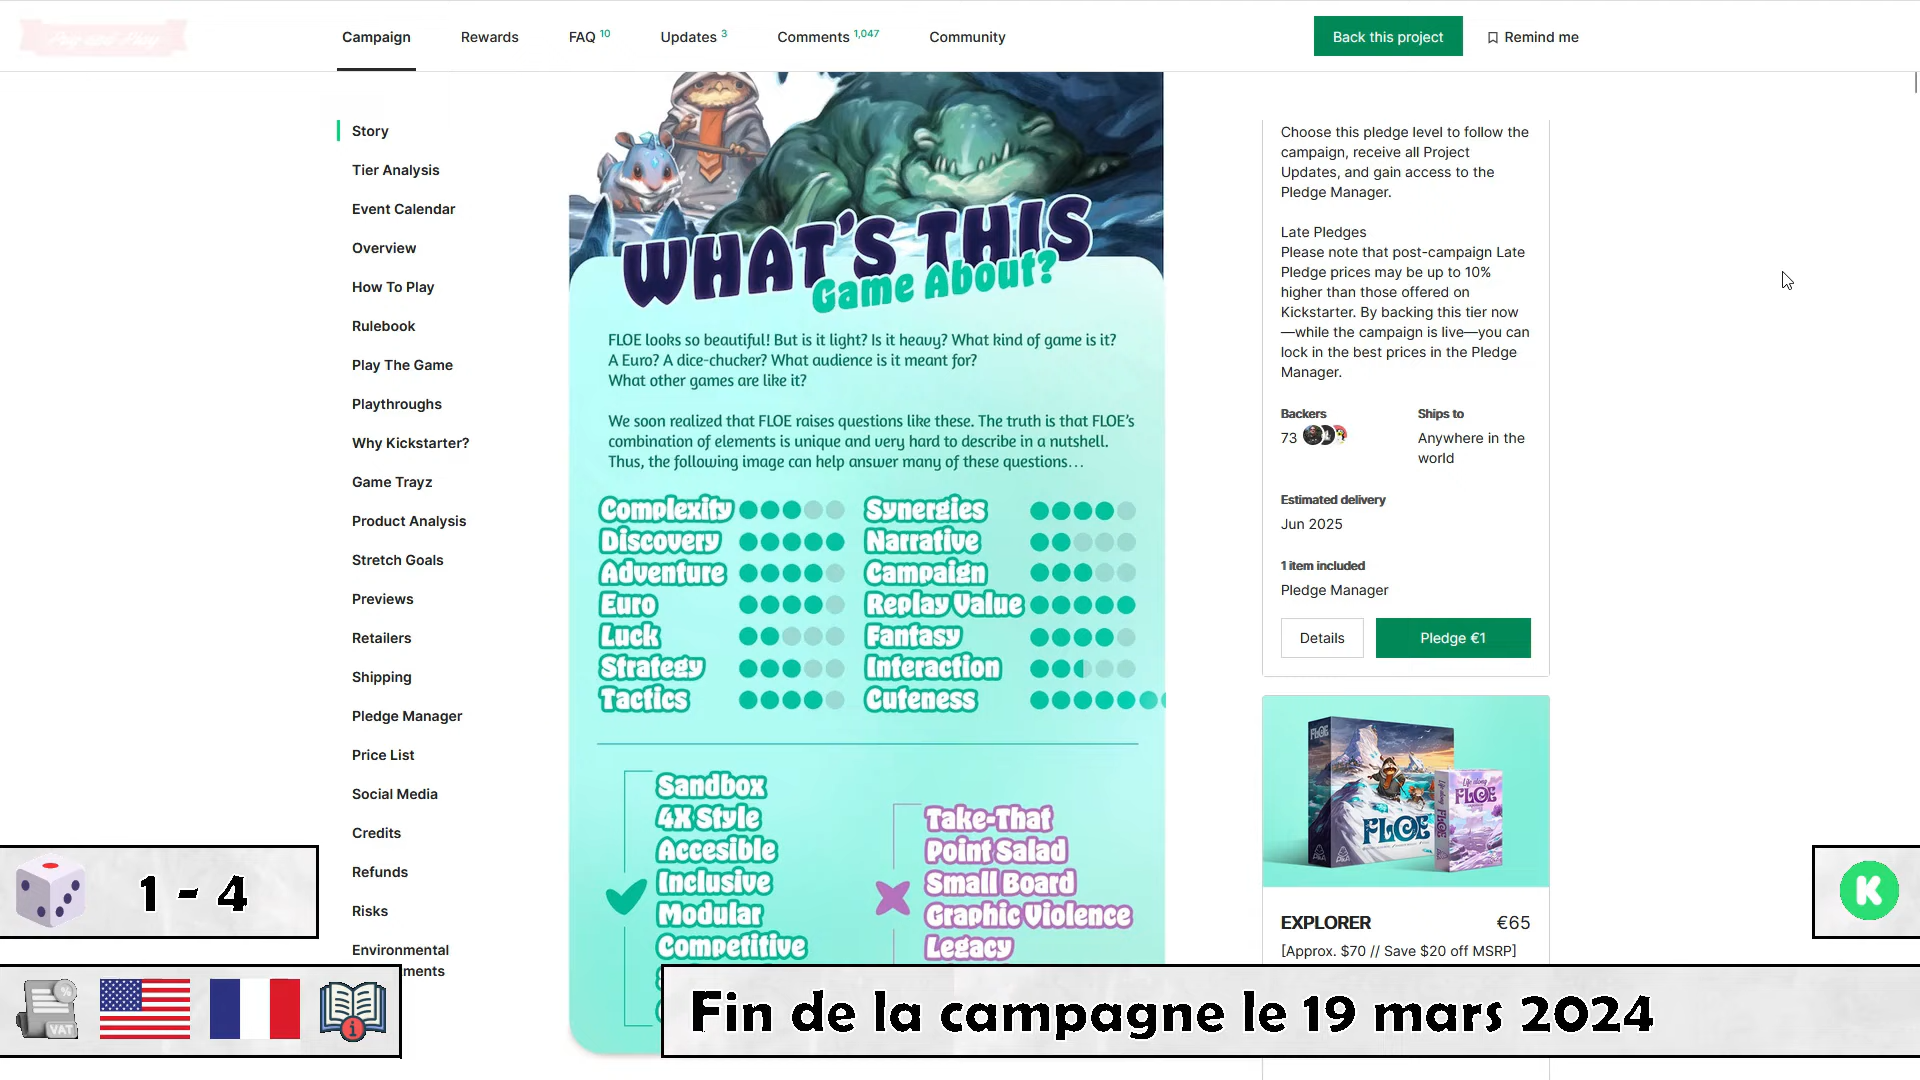 Campaign
Rewards
FAQ 10
Updates 3
Comments 1,047
Community
Back this project
Remind me
Story
Tier Analysis
Event Calendar
Overview
How To Play
Rulebook
Play The Game
Playthroughs
Why Kickstarter?
Game Trayz
Product Analysis
Stretch Goals
Previews
Retailers
Shipping
Pledge Manager
Price List
Social Media
Credits
Refunds
Risks
Environmental
WHAT'S THIS
Game About?
FLOE looks so beautiful! But is it light? Is it heavy? What kind of game is it?
A Euro? A dice-chucker? What audience is it meant for?
What other games are like it?
We soon realized that FLOE raises questions like these. The truth is that FLOE's
combination of elements is unique and very hard to describe in a nutshell.
Thus, the following image can help answer many of these questions…
Complexity
Discovery
Adventure
Euro
Luck
Strategy
Tactics
Synergies
Narrative
Campaign
Replay Value
Fantasy
Interaction
Cuteness
Sandbox
4X Style
Accesible
Inclusive
Modular
Competitive
Take-That
Point Salad
Small Board
Graphic Violence
Legacy
Choose this pledge level to follow the
campaign, receive all Project
Updates, and gain access to the
Pledge Manager.
Late Pledges
Please note that post-campaign Late
Pledge prices may be up to 10%
higher than those offered on
Kickstarter. By backing this tier now
—while the campaign is live—you can
lock in the best prices in the Pledge
Manager.
Backers
73
Ships to
Anywhere in the
world
Estimated delivery
Jun 2025
1 item included
Pledge Manager
Details
Pledge €1
FLOE
FLOE
EXPLORER
€65
[Approx. $70 // Save $20 off MSRP]
1 - 4
K
VAT
Fin de la campagne le 19 mars 2024